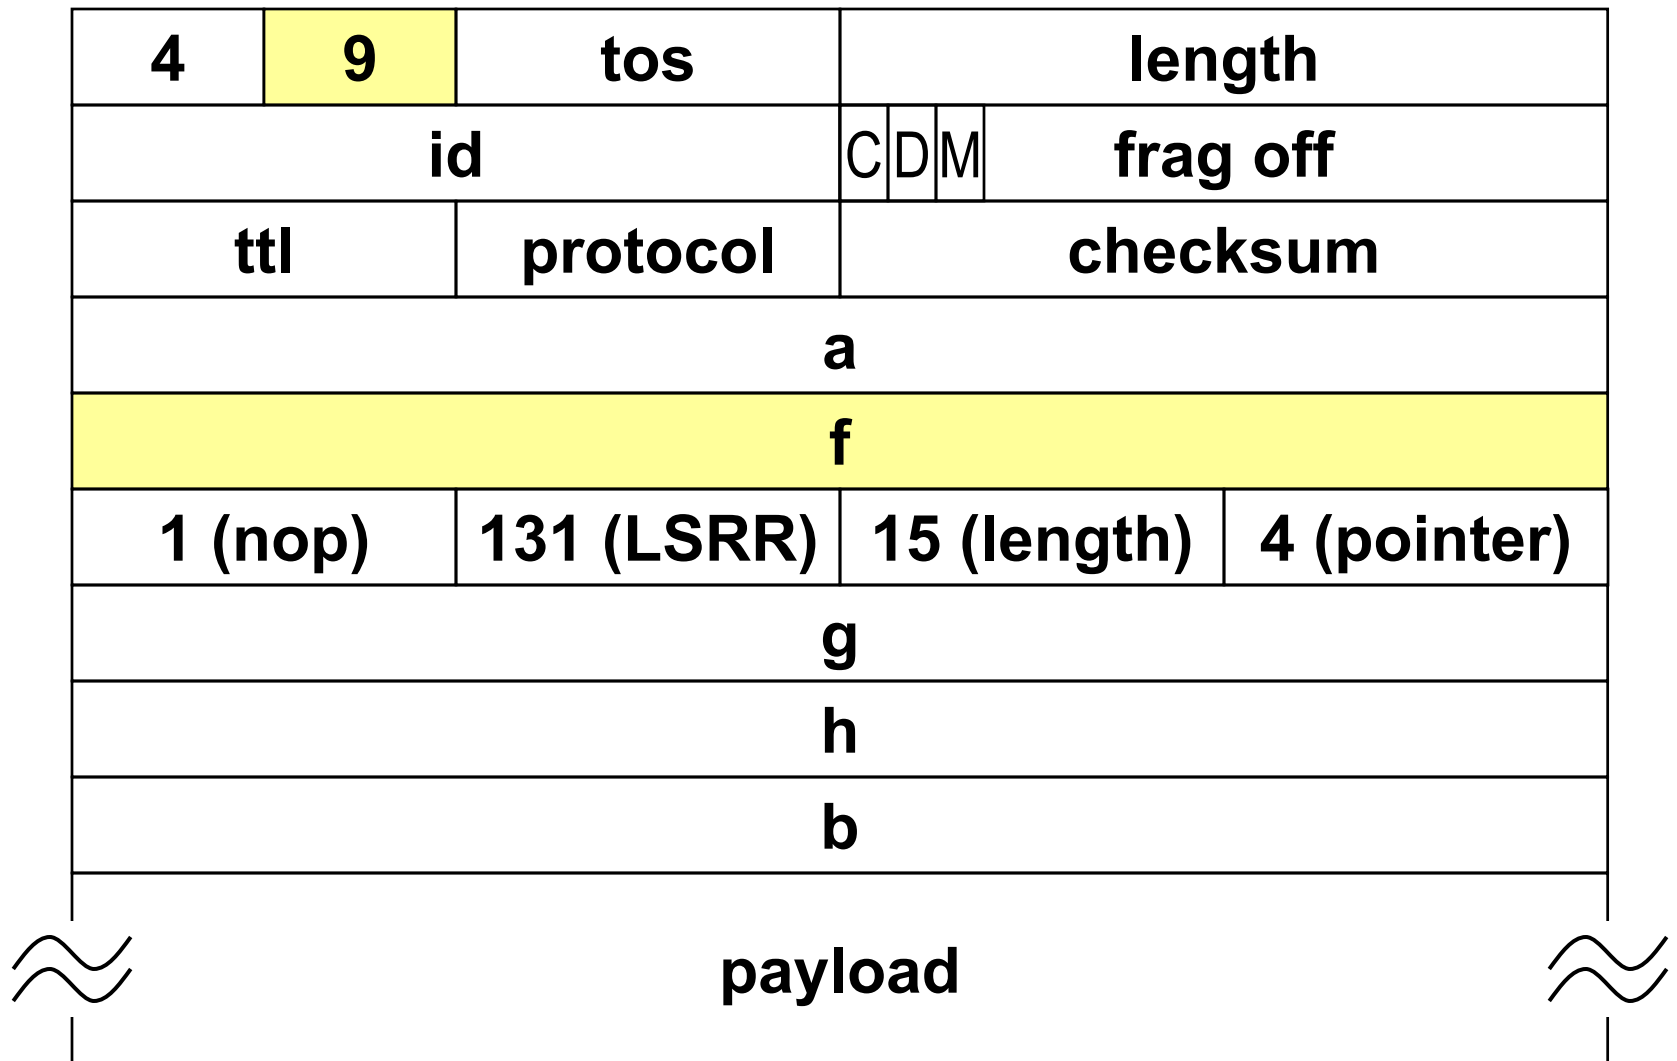 4 9 tos length
id C D M frag off
ttl protocol checksum
a
f
1 (nop) 131 (LSRR) 15 (length) 4 (pointer)
g
h
b
payload